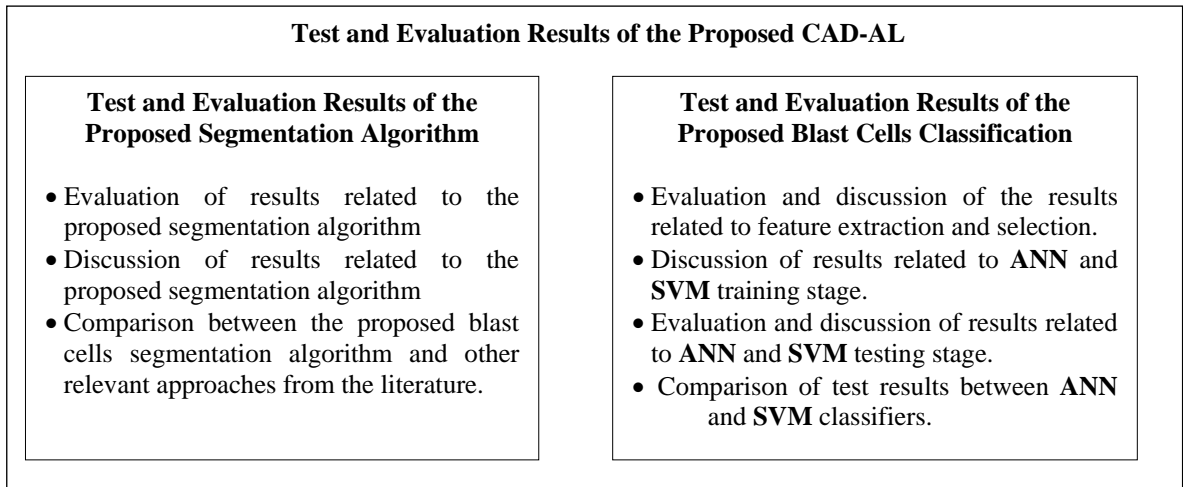 Test and Evaluation Results of the Proposed CAD-AL
Test and Evaluation Results of the
Proposed Segmentation Algorithm
• Evaluation of results related to the
proposed segmentation algorithm
• Discussion of results related to the
proposed segmentation algorithm
• Comparison between the proposed blast
cells segmentation algorithm and other
relevant approaches from the literature.
Test and Evaluation Results of the
Proposed Blast Cells Classification
• Evaluation and discussion of the results
related to feature extraction and selection.
• Discussion of results related to ANN and
SVM training stage.
• Evaluation and discussion of results related
to ANN and SVM testing stage.
• Comparison of test results between ANN
and SVM classifiers.